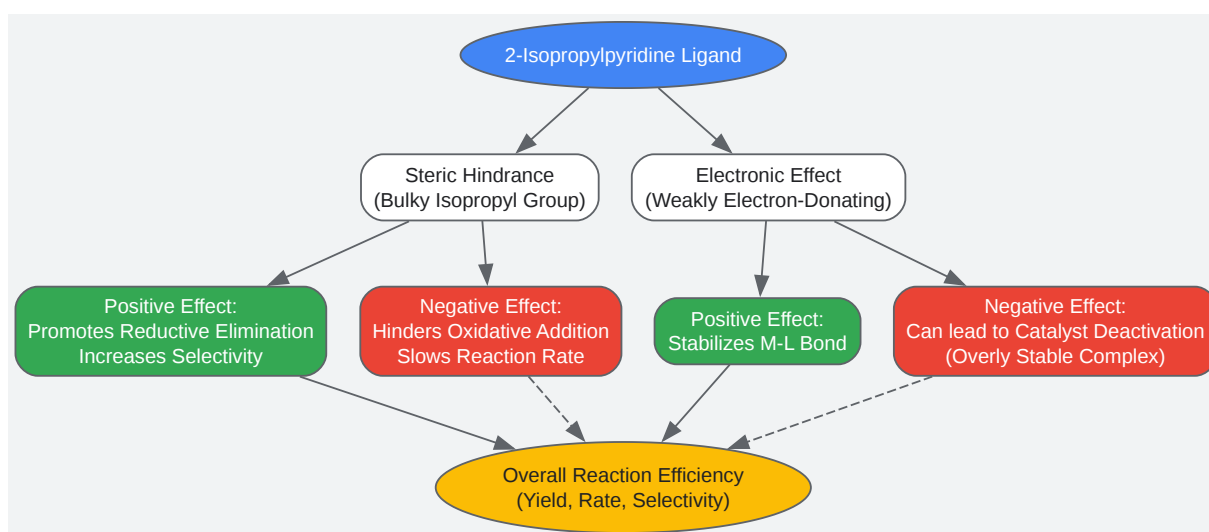 2-Isopropylpyridine Ligand
Steric Hindrance
(Bulky Isopropyl Group)
Electronic Effect
(Weakly Electron-Donating)
Positive Effect:
Promotes Reductive Elimination
Increases Selectivity
Negative Effect:
Hinders Oxidative Addition
Slows Reaction Rate
Positive Effect:
Stabilizes M-L Bond
Negative Effect:
Can lead to Catalyst Deactivation
(Overly Stable Complex)
Overall Reaction Efficiency
(Yield, Rate, Selectivity)